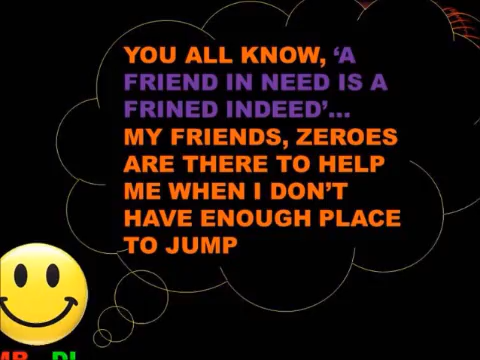 YOU ALL KNOW, ‘A
FRIEND IN NEED IS A
FRINED INDEED’...
MY FRIENDS, ZEROES
ARE THERE TO HELP
ME WHEN I DON’T
HAVE ENOUGH PLACE
TO JUMP